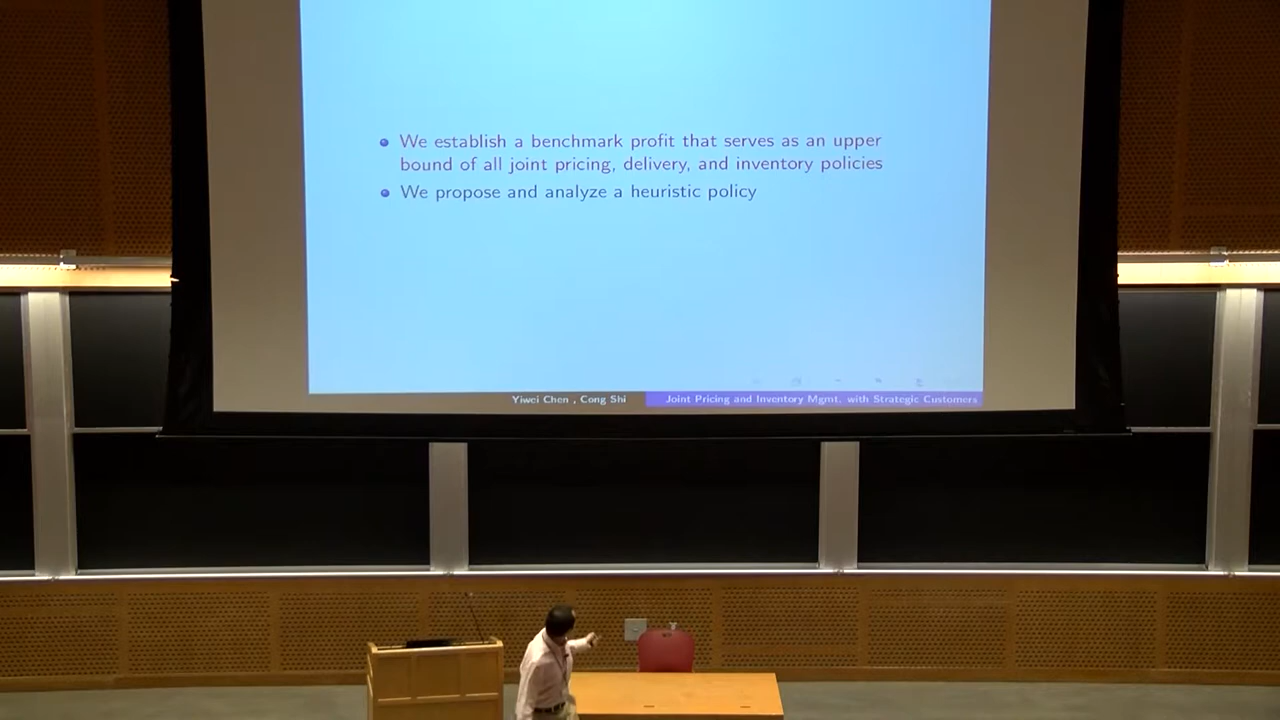 We establish a benchmark profit that serves as an upper
bound of all joint pricing, delivery, and inventory policies
We propose and analyze a heuristic policy
Yiwei Chen , Cong Shi
Joint Pricing and Inventory Mgmt. with Strategic Customers